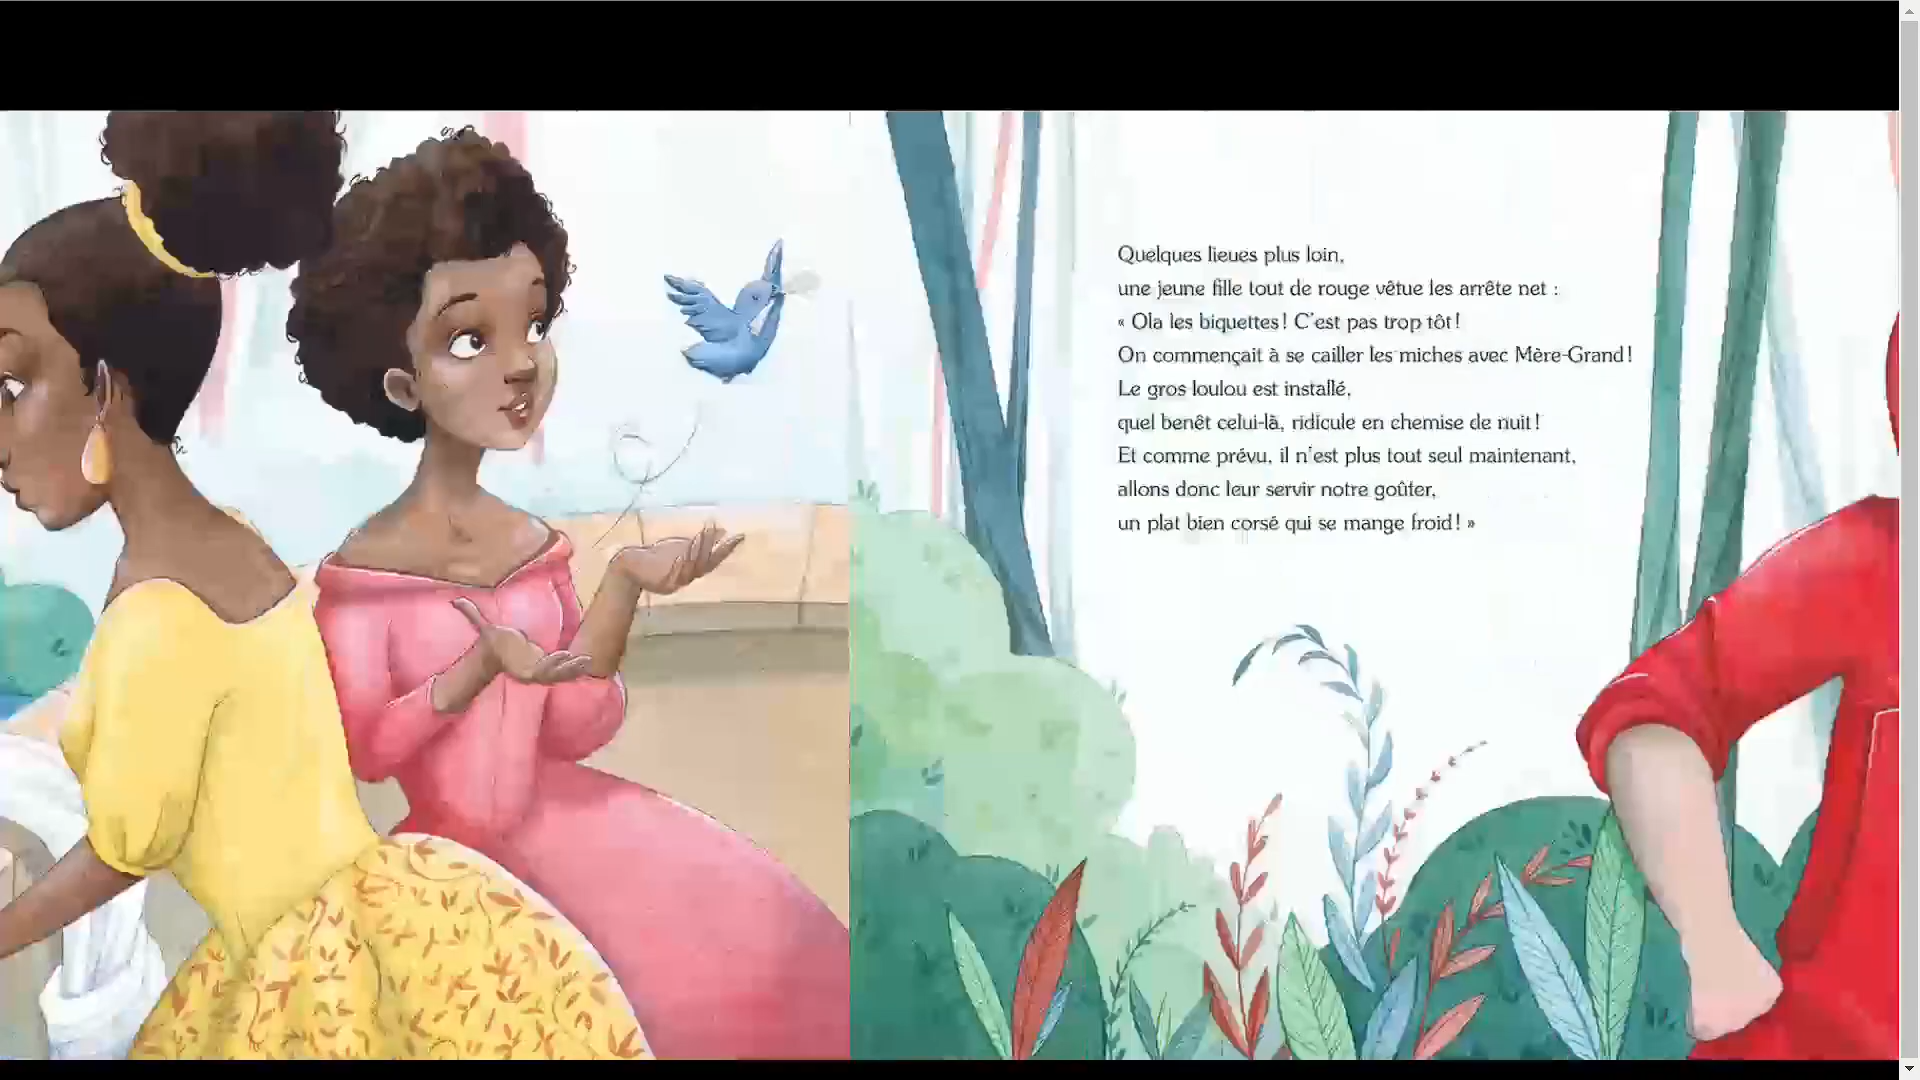 Quelques lieues plus loin,
une jeune fille tout de rouge vêtue les arrête net :
« Ola les biquettes ! C'est pas trop tôt !
On commençait à se cailler les miches avec Mère-Grand !
Le gros loulou est installé,
quel benêt celui-là, ridicule en chemise de nuit !
Et comme prévu, il n'est plus tout seul maintenant,
allons donc leur servir notre goûter,
un plat bien corsé qui se mange froid ! »